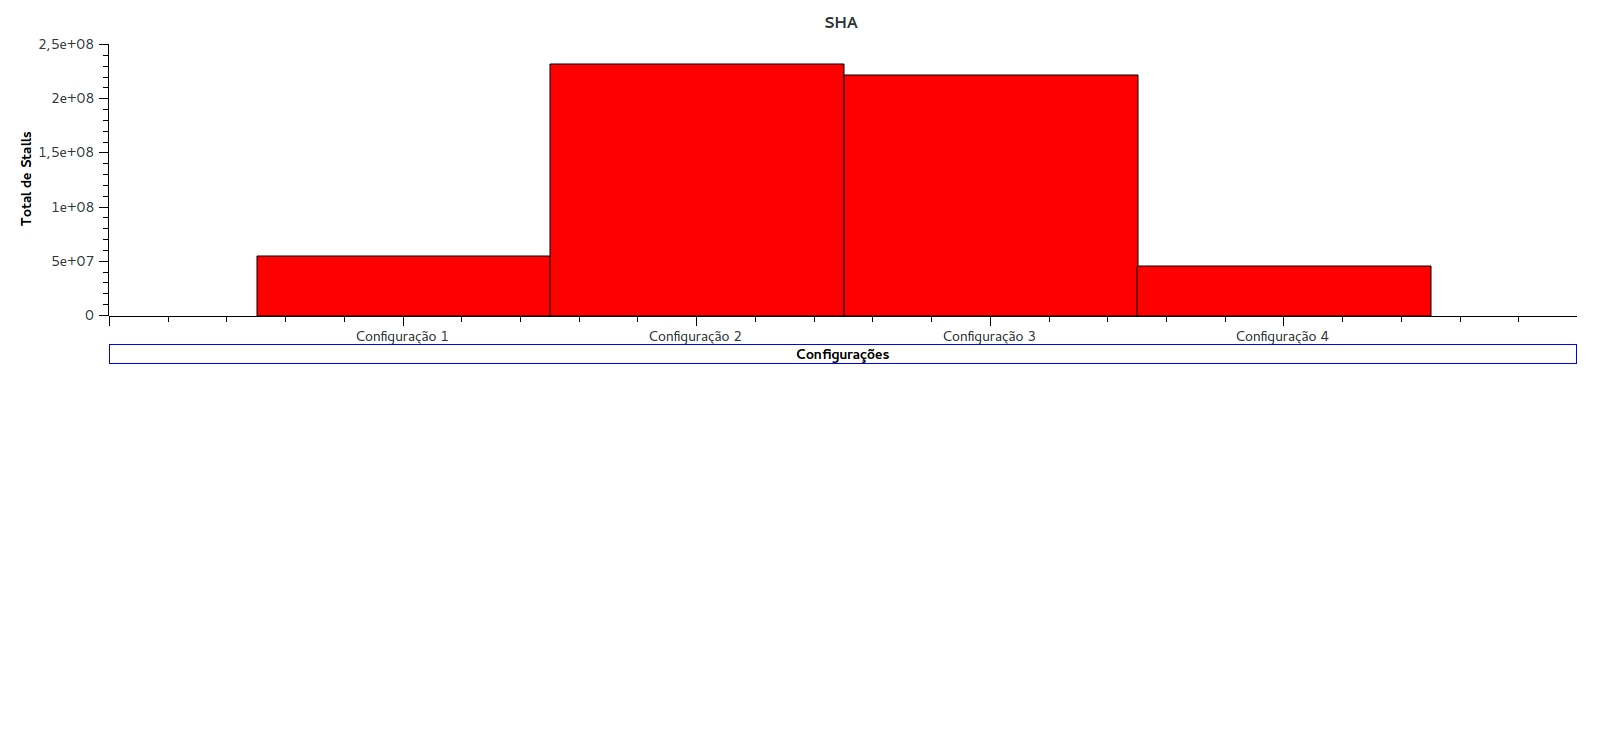 SHA
2,5e+08
2e+08
1,5e+08
1e+08
5e+07
0
Total de Stalls
Configuração 1
Configuração 2
Configuração 3
Configuração 4
Configurações